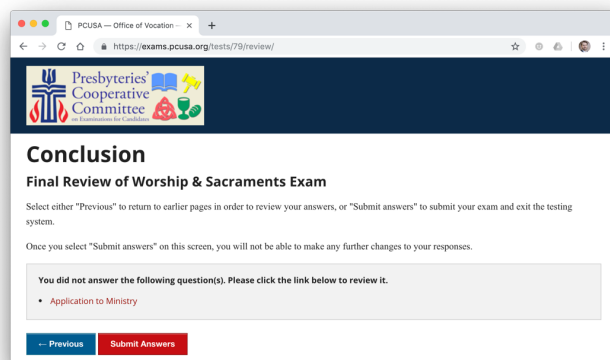 PCUSA — Office of Vocation –
https://exams.pcusa.org/tests/79/review/
Presbyteries'
Cooperative
Committee
on Examinations for Candidates
Conclusion
Final Review of Worship & Sacraments Exam
Select either "Previous" to return to earlier pages in order to review your answers, or "Submit answers" to submit your exam and exit the testing
system.
Once you select "Submit answers" on this screen, you will not be able to make any further changes to your responses.
You did not answer the following question(s). Please click the link below to review it.
• Application to Ministry
← Previous
Submit Answers